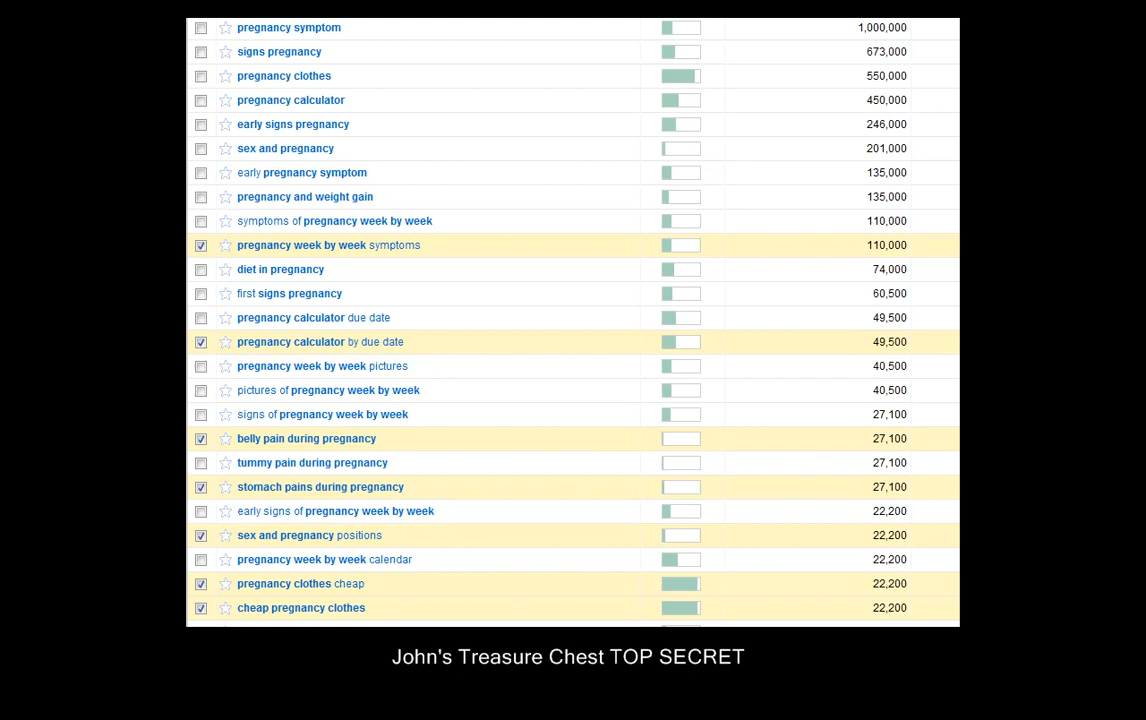 pregnancy symptom 1,000,000
signs pregnancy 673,000
pregnancy clothes 550,000
pregnancy calculator 450,000
early signs pregnancy 246,000
sex and pregnancy 201,000
early pregnancy symptom 135,000
pregnancy and weight gain 135,000
symptoms of pregnancy week by week 110,000
pregnancy week by week symptoms 110,000
diet in pregnancy 74,000
first signs pregnancy 60,500
pregnancy calculator due date 49,500
pregnancy calculator by due date 49,500
pregnancy week by week pictures 40,500
pictures of pregnancy week by week 40,500
signs of pregnancy week by week 27,100
belly pain during pregnancy 27,100
tummy pain during pregnancy 27,100
stomach pains during pregnancy 27,100
early signs of pregnancy week by week 22,200
sex and pregnancy positions 22,200
pregnancy week by week calendar 22,200
pregnancy clothes cheap 22,200
cheap pregnancy clothes 22,200
John's Treasure Chest TOP SECRET